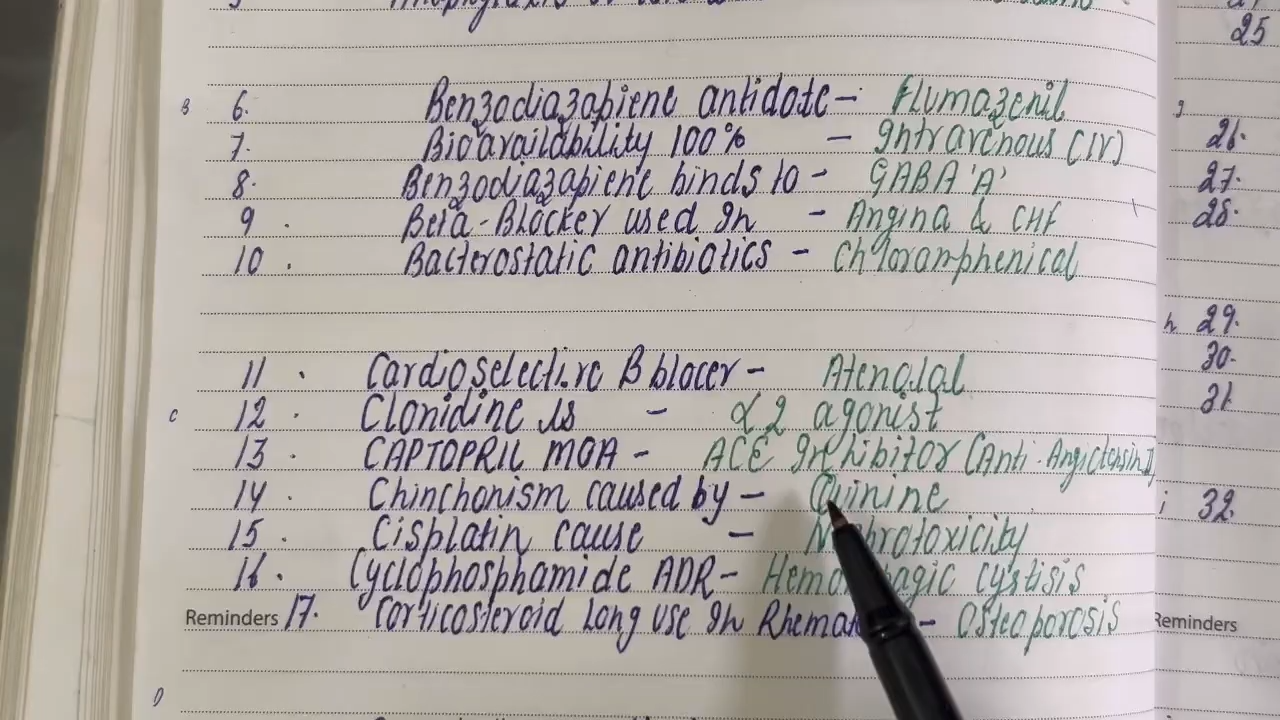 B 6. Benzodiazapiene antidote – Flumazenil
7. Bioavailability 100% – Intravenous (IV)
8. Benzodiazapiene binds to – GABA 'A'
9. Beta-Blocker used In – Angina & CHF
10. Bacterostatic antibiotics – Chloramphenical
11. Cardioselective B blocer – Atenalal
C 12. Clonidine is – α2 agonist
13. CAPTOPRIL MOA – ACE Inhibitor (Anti-Angictensin II)
14. Chinchonism caused by – Quinine
15. Cisplatin cause – Nephrotoxicity
16. Cyclophosphamide ADR – Hemorrhagic cystisis
Reminders 17. Corticosteroid Long use In – Osteoporosis
D
25
26.
27.
28.
h 29.
30.
31
i 32.
Reminders